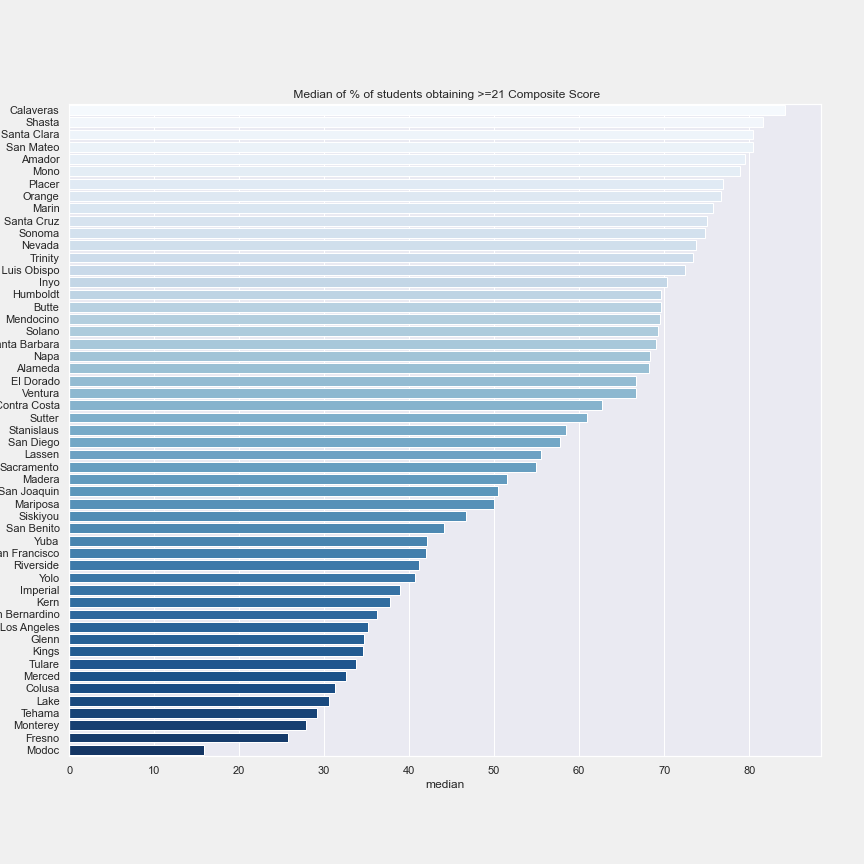 Median of % of students obtaining >=21 Composite Score
Calaveras
Shasta
Santa Clara
San Mateo
Amador
Mono
Placer
Orange
Marin
Santa Cruz
Sonoma
Nevada
Trinity
Luis Obispo
Inyo
Humboldt
Butte
Mendocino
Solano
nta Barbara
Napa
Alameda
El Dorado
Ventura
Contra Costa
Sutter
Stanislaus
San Diego
Lassen
Sacramento
Madera
San Joaquin
Mariposa
Siskiyou
San Benito
Yuba
an Francisco
Riverside
Yolo
Imperial
Kern
n Bernardino
Los Angeles
Glenn
Kings
Tulare
Merced
Colusa
Lake
Tehama
Monterey
Fresno
Modoc
0 10 20 30 40 50 60 70 80
median